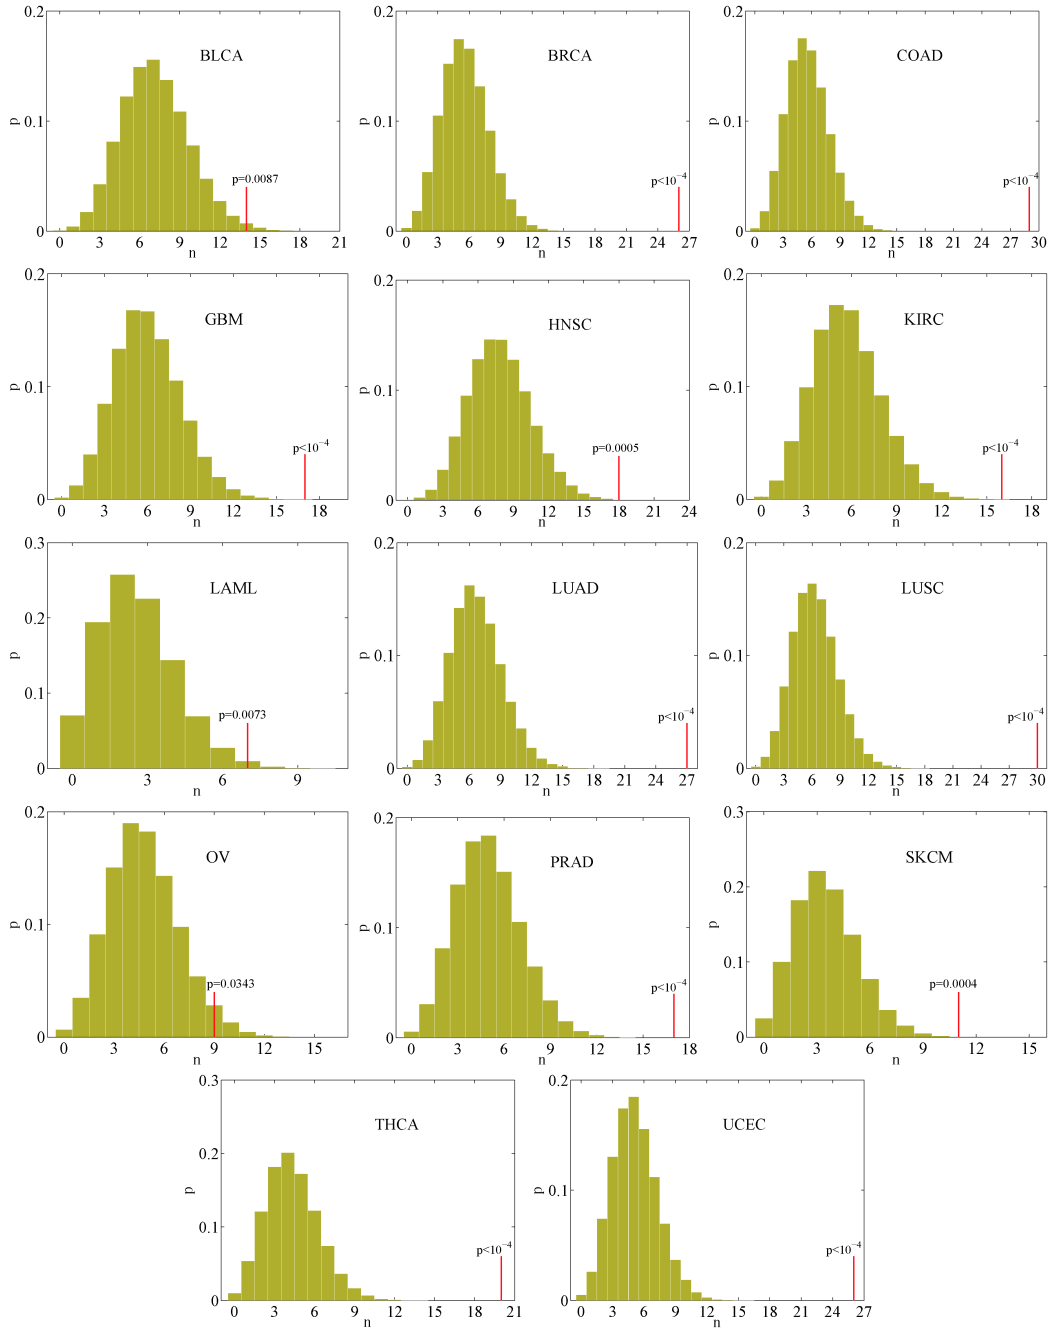 0.2 0.2 0.2
BLCA BRCA COAD
p 0.1 p 0.1 p 0.1
p=0.0087 p<10⁻⁴ p<10⁻⁴
0 0 0
0 3 6 9 12 15 18 21 0 3 6 9 12 15 18 21 24 27 0 3 6 9 12 15 18 21 24 27 30
n n n
0.2 0.2 0.2
GBM HNSC KIRC
p 0.1 p 0.1 p 0.1
p<10⁻⁴ p=0.0005 p<10⁻⁴
0 0 0
0 3 6 9 12 15 18 0 3 6 9 12 15 18 21 24 0 3 6 9 12 15 18
n n n
0.3 0.2 0.2
LAML LUAD LUSC
0.2
p p 0.1 p 0.1
0.1
p=0.0073 p<10⁻⁴ p<10⁻⁴
0 0 0
0 3 6 9 0 3 6 9 12 15 18 21 24 27 0 3 6 9 12 15 18 21 24 27 30
n n n
0.2 0.2 0.3
OV PRAD SKCM
0.2
p 0.1 p 0.1 p
0.1
p=0.0343 p<10⁻⁴ p=0.0004
0 0 0
0 3 6 9 12 15 0 3 6 9 12 15 18 0 3 6 9 12 15
n n n
0.3 0.2
THCA UCEC
0.2
p p 0.1
0.1
p<10⁻⁴ p<10⁻⁴
0 0
0 3 6 9 12 15 18 21 0 3 6 9 12 15 18 21 24 27
n n